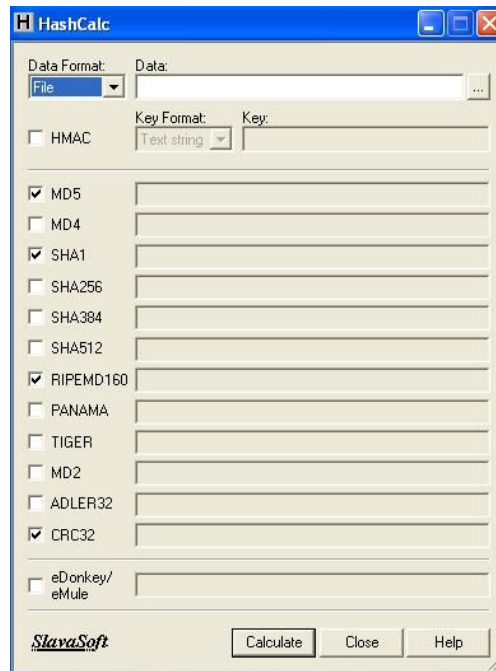 HashCalc
Data Format: Data:
File ...
Key Format: Key:
HMAC Text string
MD5
MD4
SHA1
SHA256
SHA384
SHA512
RIPEMD160
PANAMA
TIGER
MD2
ADLER32
CRC32
eDonkey/
eMule
SlavaSoft Calculate Close Help